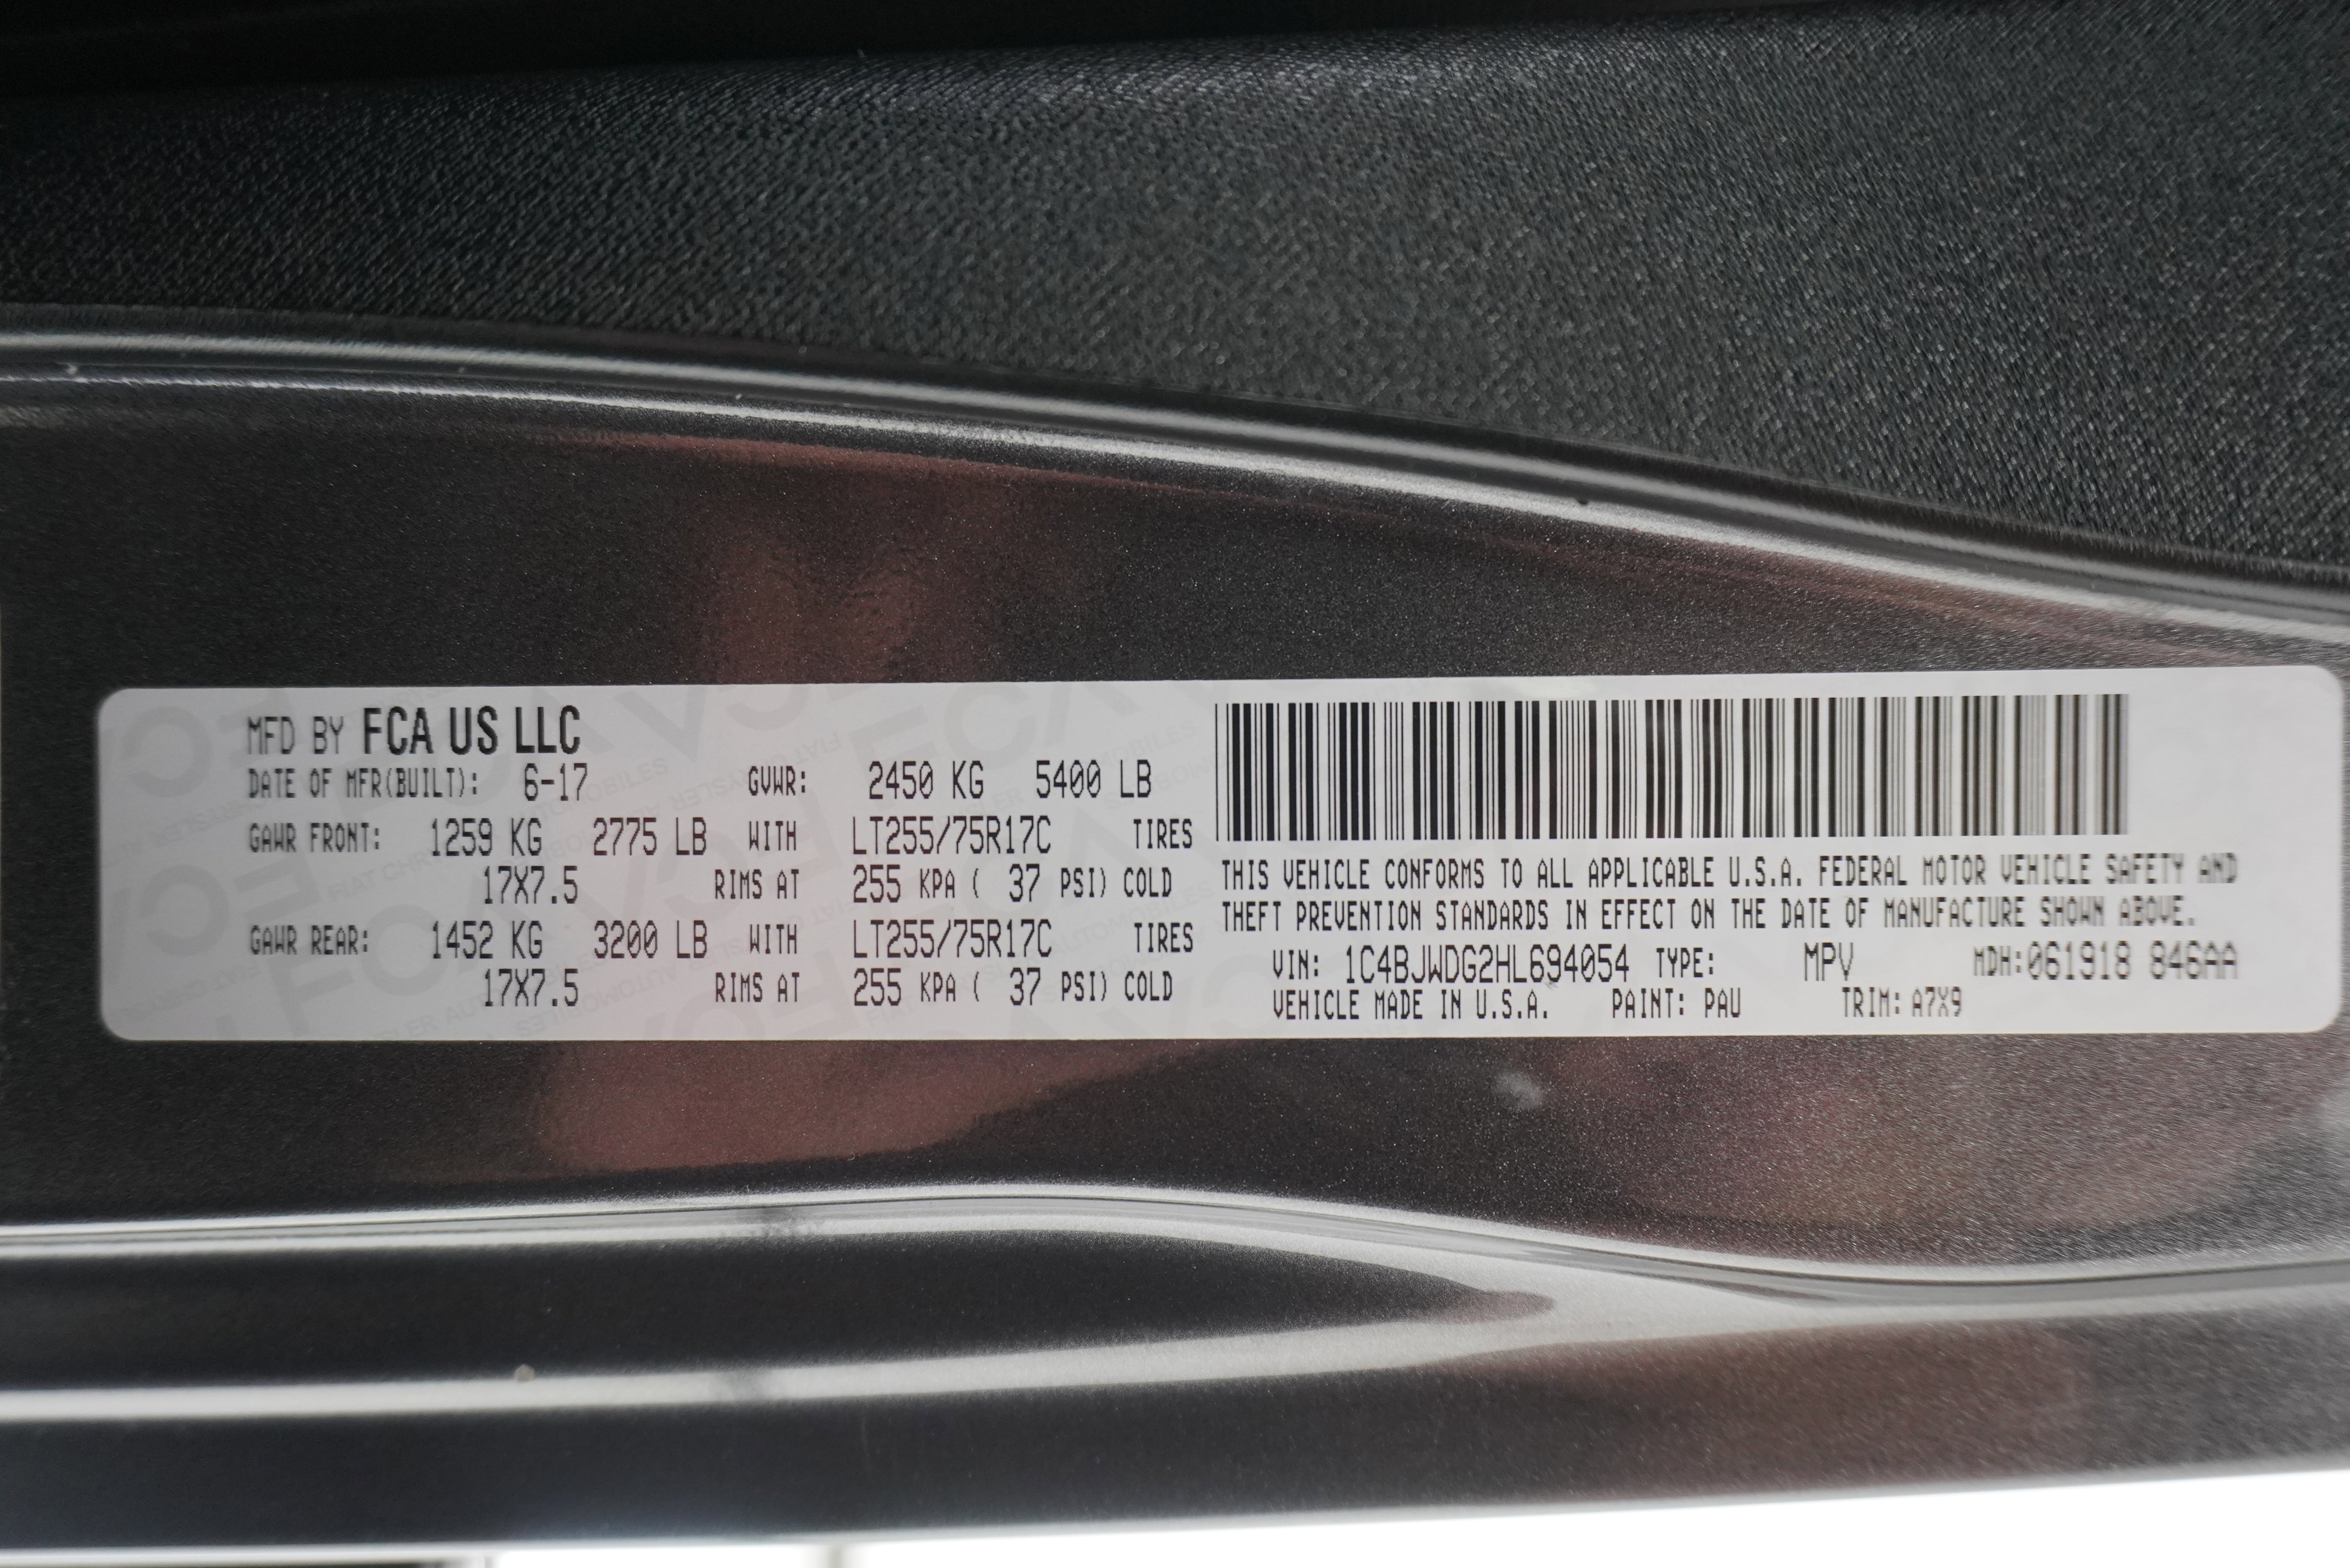 MFD BY FCA US LLC
DATE OF MFR(BUILT): 6-17 GVWR: 2450 KG 5400 LB
GAWR FRONT: 1259 KG 2775 LB WITH LT255/75R17C TIRES
17X7.5 RIMS AT 255 KPA ( 37 PSI) COLD
GAWR REAR: 1452 KG 3200 LB WITH LT255/75R17C TIRES
17X7.5 RIMS AT 255 KPA ( 37 PSI) COLD
THIS VEHICLE CONFORMS TO ALL APPLICABLE U.S.A. FEDERAL MOTOR VEHICLE SAFETY AND
THEFT PREVENTION STANDARDS IN EFFECT ON THE DATE OF MANUFACTURE SHOWN ABOVE.
VIN: 1C4BJWDG2HL694054 TYPE: MPV MDH:061918 846AA
VEHICLE MADE IN U.S.A. PAINT: PAU TRIM: A7X9